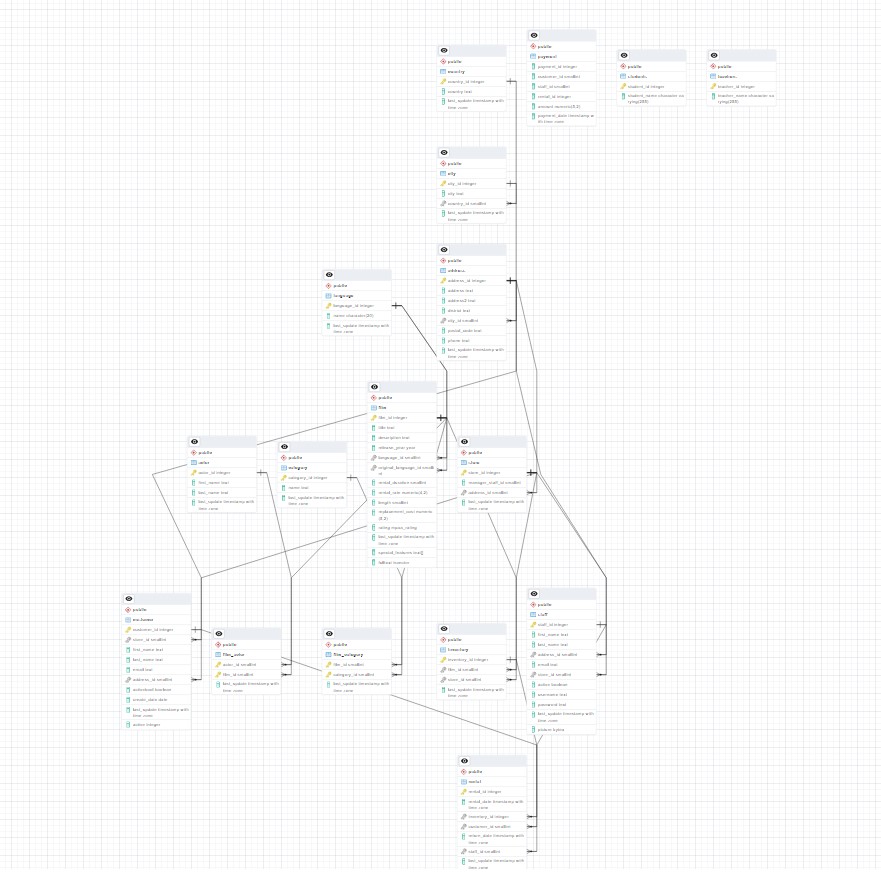 public
country
country_id integer
country text
last_update timestamp with
time zone
public
payment
payment_id integer
customer_id smallint
staff_id smallint
rental_id integer
amount numeric(5,2)
payment_date timestamp w
ith time zone
public
student_id integer
student_name character va
rying(255)
public
teacher_id integer
teacher_name character va
rying(255)
public
city
city_id integer
city text
country_id smallint
last_update timestamp with
time zone
public
address
address_id integer
address text
address2 text
district text
city_id smallint
postal_code text
phone text
last_update timestamp with
time zone
public
language
language_id integer
name character(20)
last_update timestamp with
time zone
public
film
film_id integer
title text
description text
release_year year
language_id smallint
original_language_id smalli
nt
rental_duration smallint
rental_rate numeric(4,2)
length smallint
replacement_cost numeric
(5,2)
rating mpaa_rating
last_update timestamp with
time zone
special_features text[]
fulltext tsvector
public
actor
actor_id integer
first_name text
last_name text
last_update timestamp with
time zone
public
category
category_id integer
name text
last_update timestamp with
time zone
public
store
store_id integer
manager_staff_id smallint
address_id smallint
last_update timestamp with
time zone
public
customer
customer_id integer
store_id smallint
first_name text
last_name text
email text
address_id smallint
activebool boolean
create_date date
last_update timestamp with
time zone
active integer
public
film_actor
actor_id smallint
film_id smallint
last_update timestamp with
time zone
public
film_category
film_id smallint
category_id smallint
last_update timestamp with
time zone
public
inventory
inventory_id integer
film_id smallint
store_id smallint
last_update timestamp with
time zone
public
staff
staff_id integer
first_name text
last_name text
address_id smallint
email text
store_id smallint
active boolean
username text
password text
last_update timestamp with
time zone
picture bytea
public
rental
rental_id integer
rental_date timestamp with
time zone
inventory_id integer
customer_id smallint
return_date timestamp with
time zone
staff_id smallint
last_update timestamp with
time zone